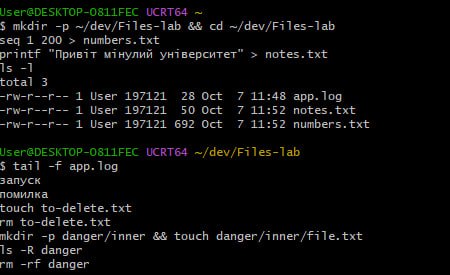 User@DESKTOP-O811FEC UCRT64 ~
$ mkdir -p ~/dev/Files-lab && cd ~/dev/Files-lab
seq 1 200 > numbers.txt
printf "Привіт мінулий університет" > notes.txt
ls -l
total 3
-rw-r--r-- 1 User 197121  28 Oct  7 11:48 app.log
-rw-r--r-- 1 User 197121  50 Oct  7 11:52 notes.txt
-rw-r--r-- 1 User 197121 692 Oct  7 11:52 numbers.txt

User@DESKTOP-O811FEC UCRT64 ~/dev/Files-lab
$ tail -f app.log
запуск
помилка
touch to-delete.txt
rm to-delete.txt
mkdir -p danger/inner && touch danger/inner/file.txt
ls -R danger
rm -rf danger